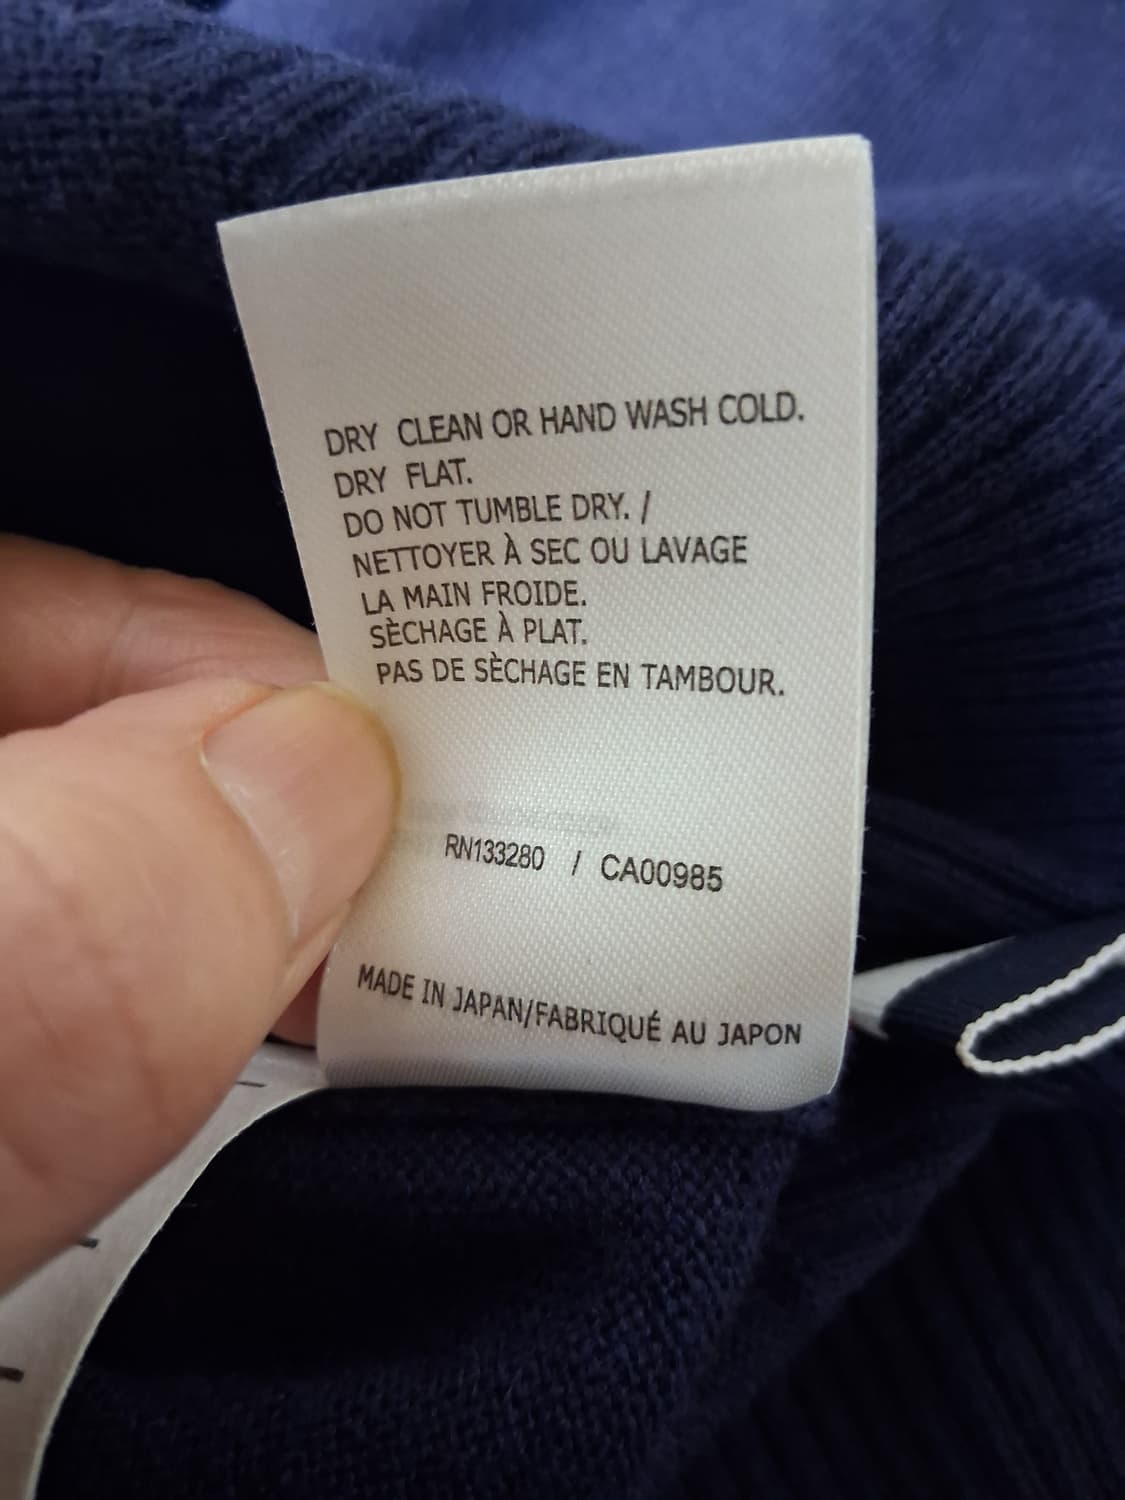 DRY CLEAN OR HAND WASH COLD.
DRY FLAT.
DO NOT TUMBLE DRY. /
NETTOYER À SEC OU LAVAGE
LA MAIN FROIDE.
SÈCHAGE À PLAT.
PAS DE SÈCHAGE EN TAMBOUR.
RN133280 / CA00985
MADE IN JAPAN/FABRIQUÉ AU JAPON